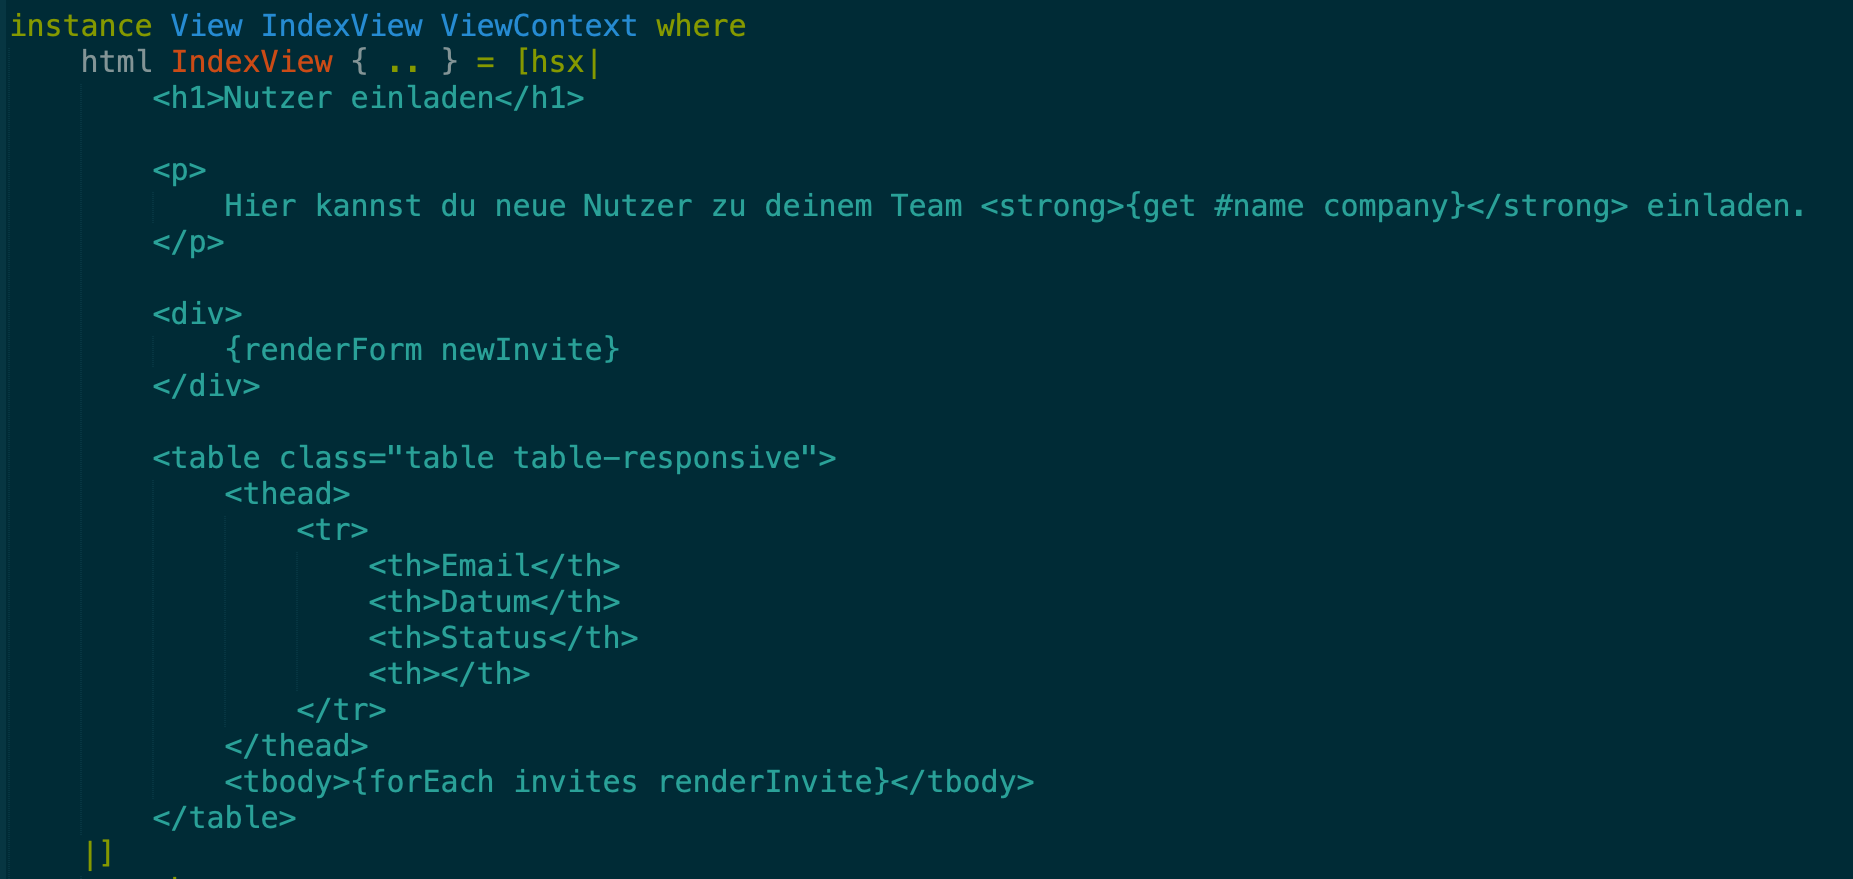 instance View IndexView ViewContext where
    html IndexView { .. } = [hsx|
        <h1>Nutzer einladen</h1>

        <p>
            Hier kannst du neue Nutzer zu deinem Team <strong>{get #name company}</strong> einladen.
        </p>

        <div>
            {renderForm newInvite}
        </div>

        <table class="table table-responsive">
            <thead>
                <tr>
                    <th>Email</th>
                    <th>Datum</th>
                    <th>Status</th>
                    <th></th>
                </tr>
            </thead>
            <tbody>{forEach invites renderInvite}</tbody>
        </table>
    |]